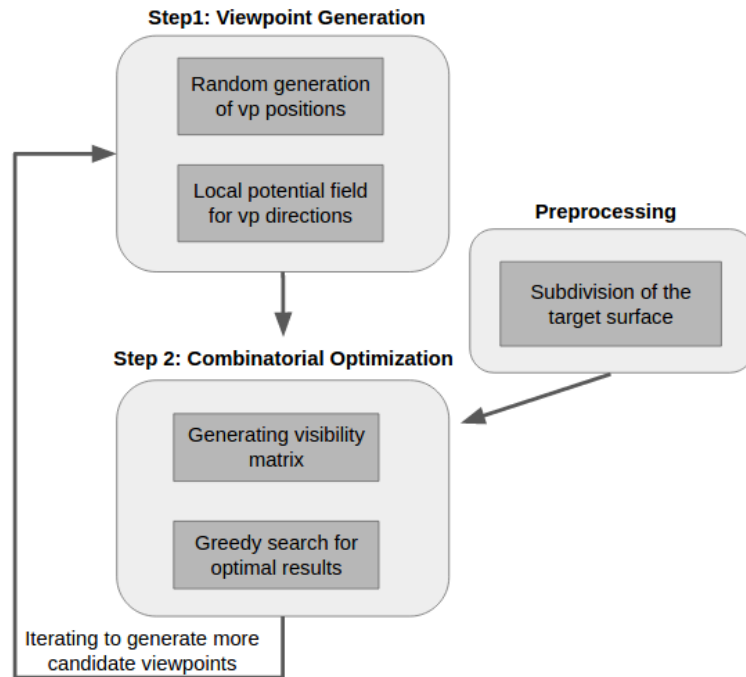 Step1: Viewpoint Generation
Random generation
of vp positions
Local potential field
for vp directions
Preprocessing
Subdivision of the
target surface
Step 2: Combinatorial Optimization
Generating visibility
matrix
Greedy search for
optimal results
Iterating to generate more
candidate viewpoints